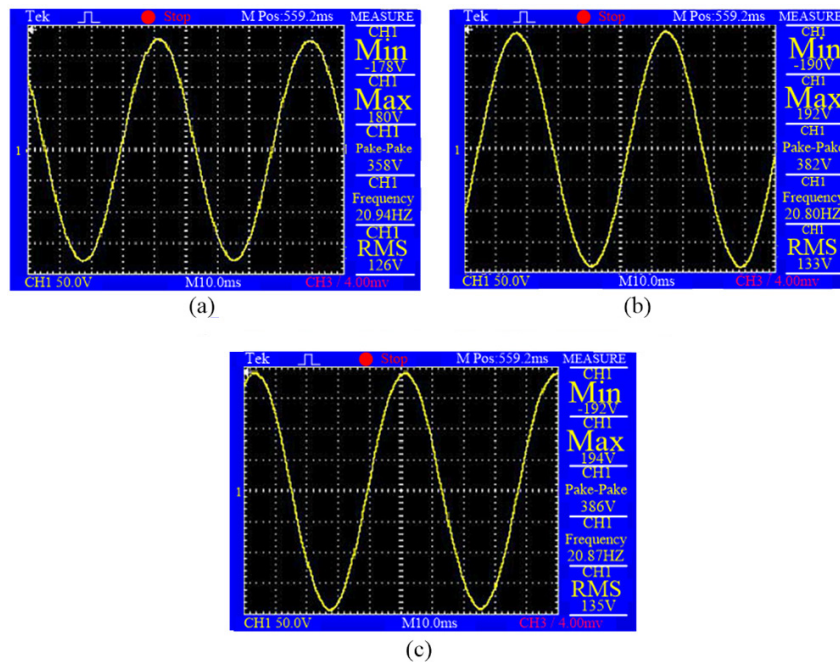 Tek Stop M Pos:559.2ms MEASURE
CH1
Min
-178V
CH1
Max
180V
CH1
Pake-Pake
358V
CH1
Frequency
20.94HZ
CH1
RMS
126V
1
CH1 50.0V M10.0ms CH3 / 4.00mv
(a)
Tek Stop M Pos:559.2ms MEASURE
CH1
Min
-190V
CH1
Max
192V
CH1
Pake-Pake
382V
CH1
Frequency
20.80HZ
CH1
RMS
133V
1
CH1 50.0V M10.0ms CH3 / 4.00mv
(b)
Tek Stop M Pos:559.2ms MEASURE
CH1
Min
-192V
CH1
Max
194V
CH1
Pake-Pake
386V
CH1
Frequency
20.87HZ
CH1
RMS
135V
1
CH1 50.0V M10.0ms CH3 / 4.00mv
(c)